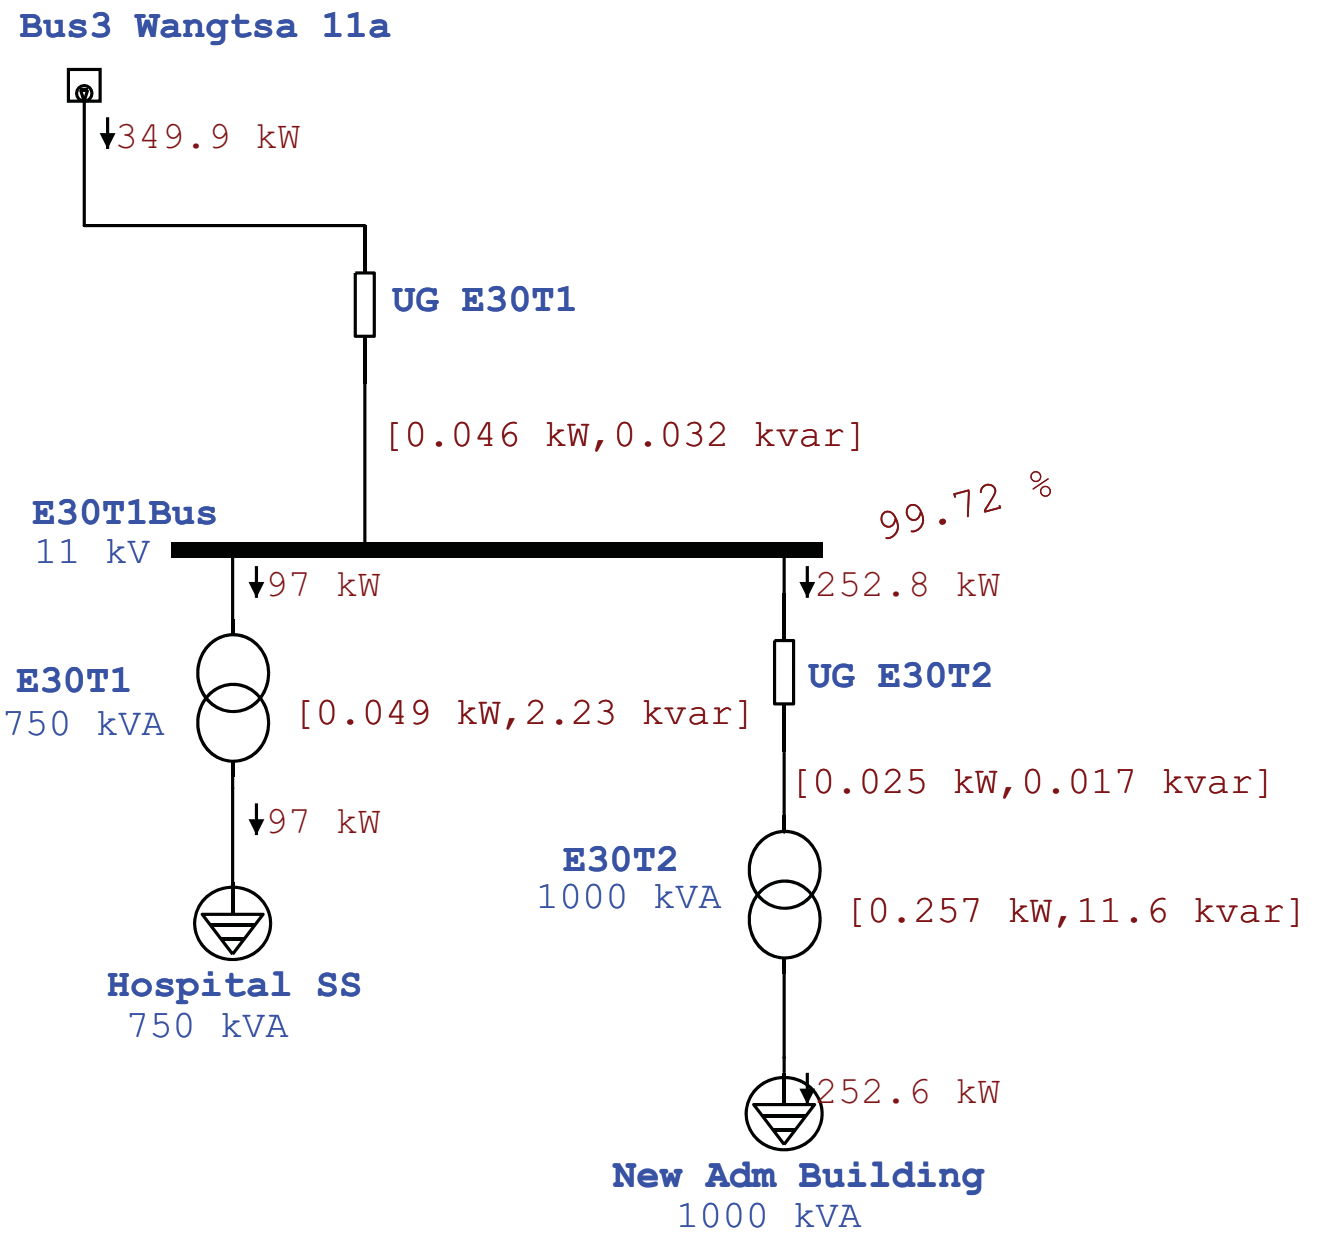 Bus3 Wangtsa 11a
349.9 kW
UG E30T1
[0.046 kW,0.032 kvar]
99.72 %
E30T1Bus
11 kV
97 kW
252.8 kW
E30T1
750 kVA
[0.049 kW,2.23 kvar]
UG E30T2
[0.025 kW,0.017 kvar]
97 kW
E30T2
1000 kVA
[0.257 kW,11.6 kvar]
Hospital SS
750 kVA
252.6 kW
New Adm Building
1000 kVA